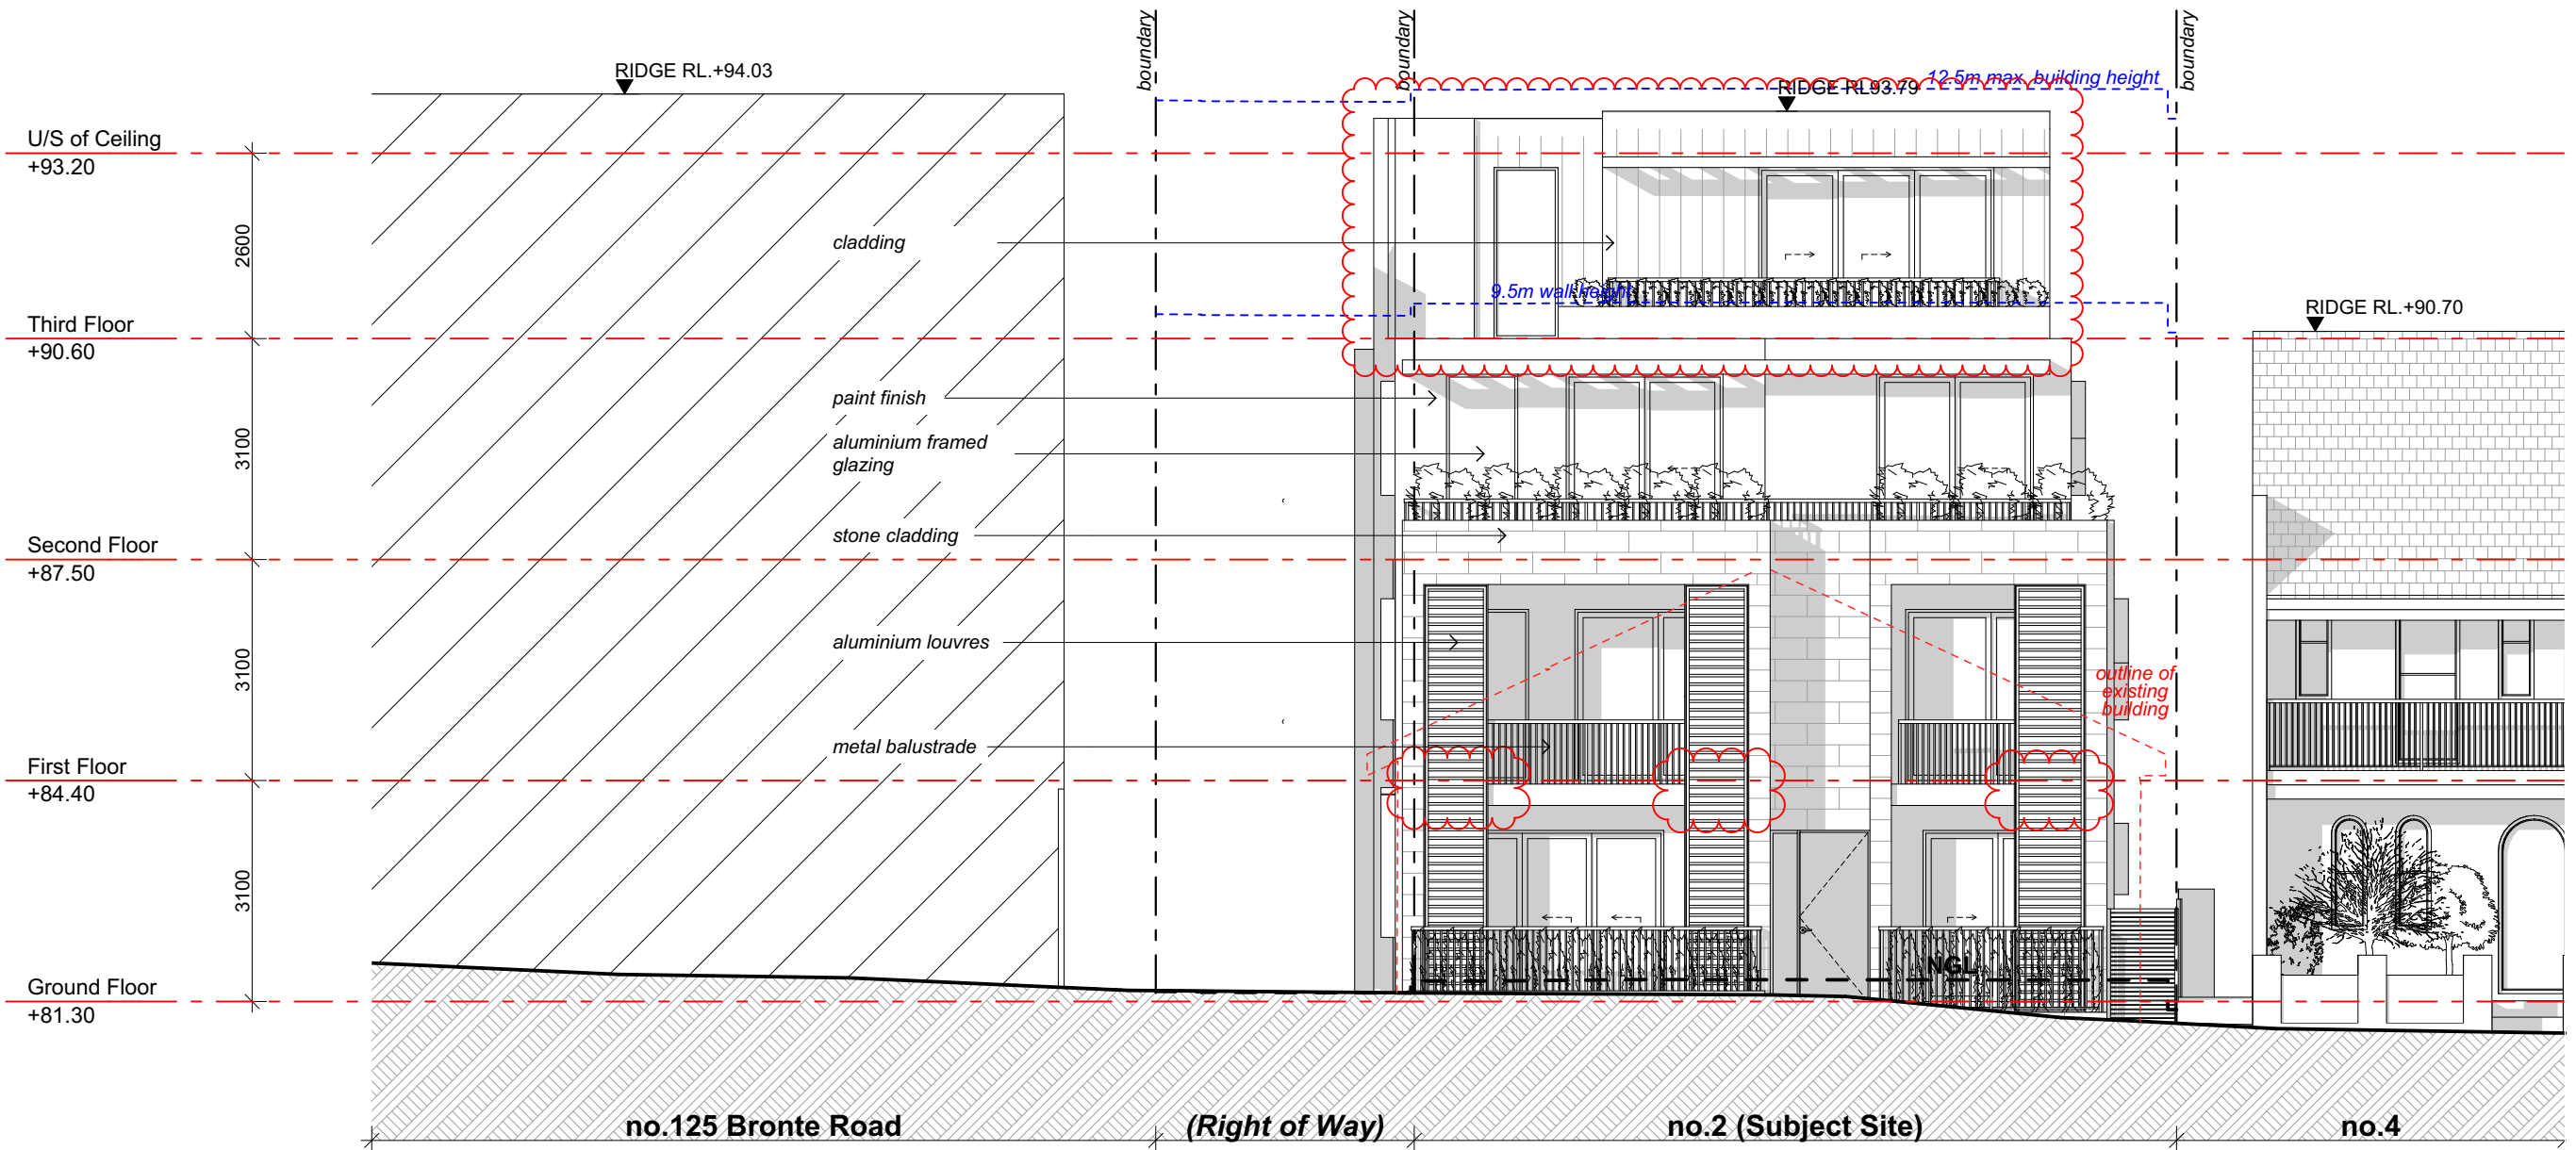 boundary
boundary
boundary
RIDGE RL.+94.03
12.5m max. building height
RIDGE RL93.79
U/S of Ceiling
+93.20
2600
cladding
9.5m wall height
RIDGE RL.+90.70
Third Floor
+90.60
paint finish
3100
aluminium framed
glazing
stone cladding
Second Floor
+87.50
aluminium louvres
3100
outline of
existing
building
metal balustrade
First Floor
+84.40
3100
NGL
Ground Floor
+81.30
no.125 Bronte Road
(Right of Way)
no.2 (Subject Site)
no.4